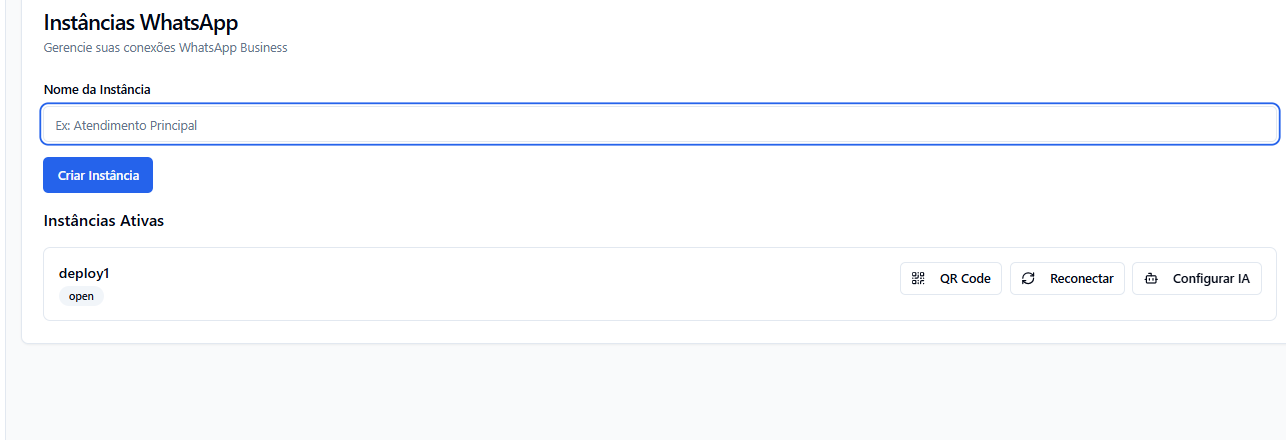 Instâncias WhatsApp
Gerencie suas conexões WhatsApp Business
Nome da Instância
Ex: Atendimento Principal
Criar Instância
Instâncias Ativas
deploy1
open
QR Code
Reconectar
Configurar IA